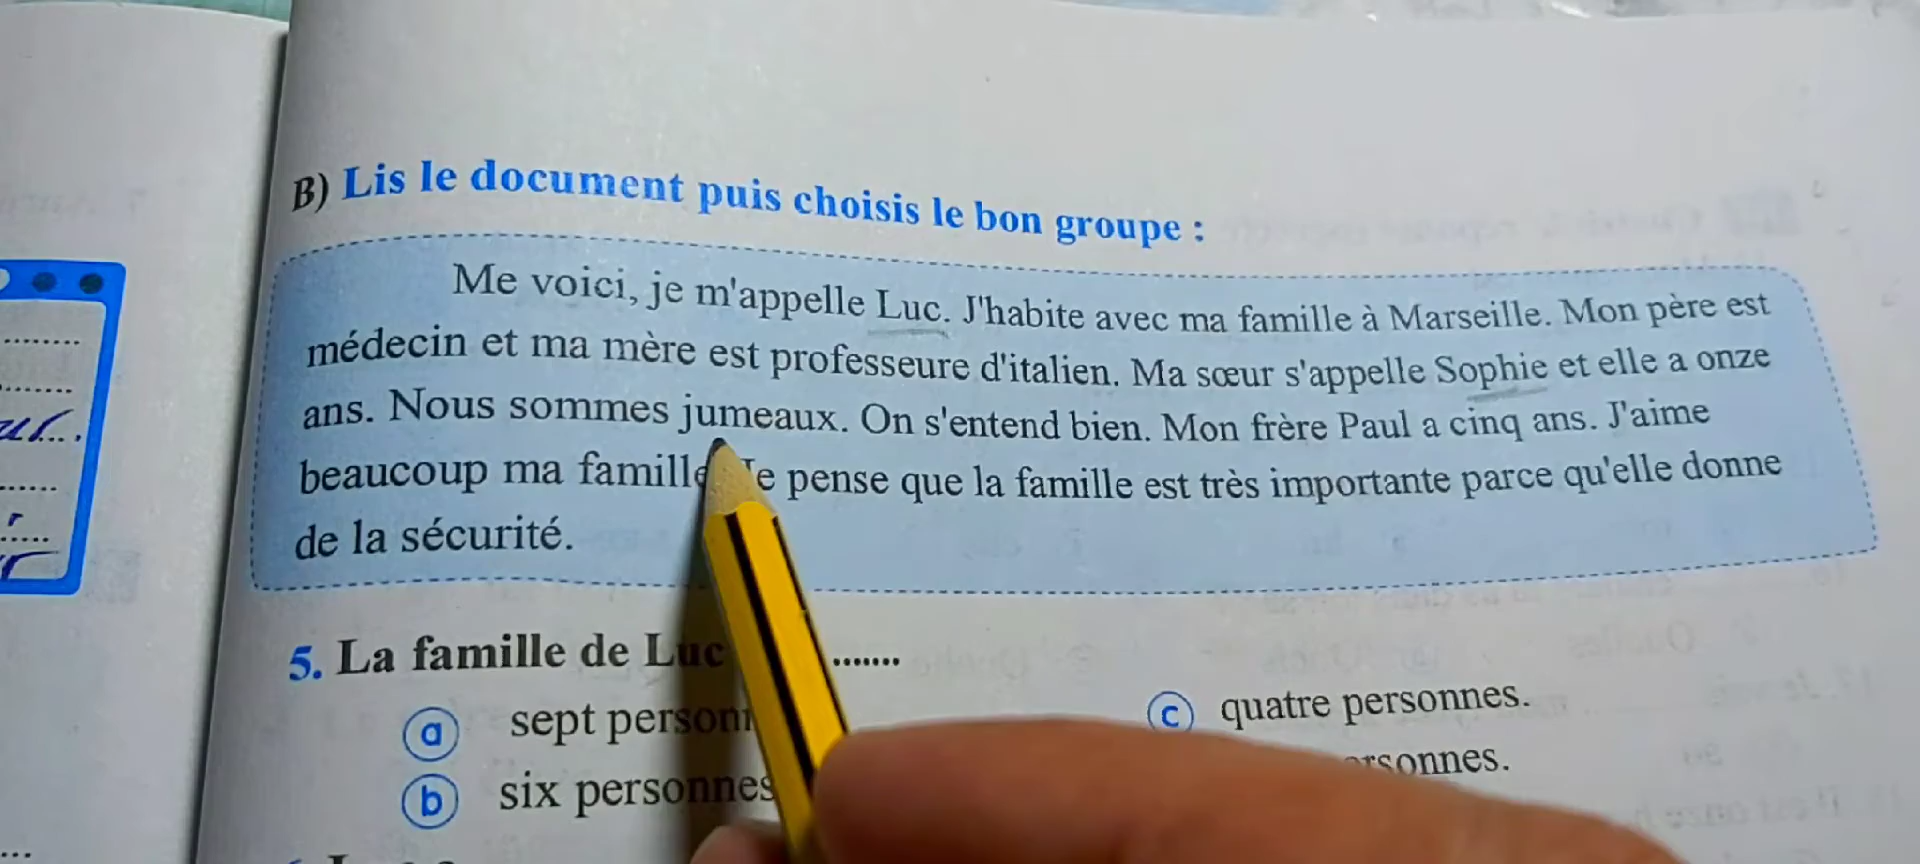 B) Lis le document puis choisis le bon groupe :
Me voici, je m'appelle Luc. J'habite avec ma famille à Marseille. Mon père est
médecin et ma mère est professeure d'italien. Ma sœur s'appelle Sophie et elle a onze
ans. Nous sommes jumeaux. On s'entend bien. Mon frère Paul a cinq ans. J'aime
beaucoup ma famille Je pense que la famille est très importante parce qu'elle donne
de la sécurité.
5. La famille de Luc .......
a sept
c quatre personnes.
b six personnes